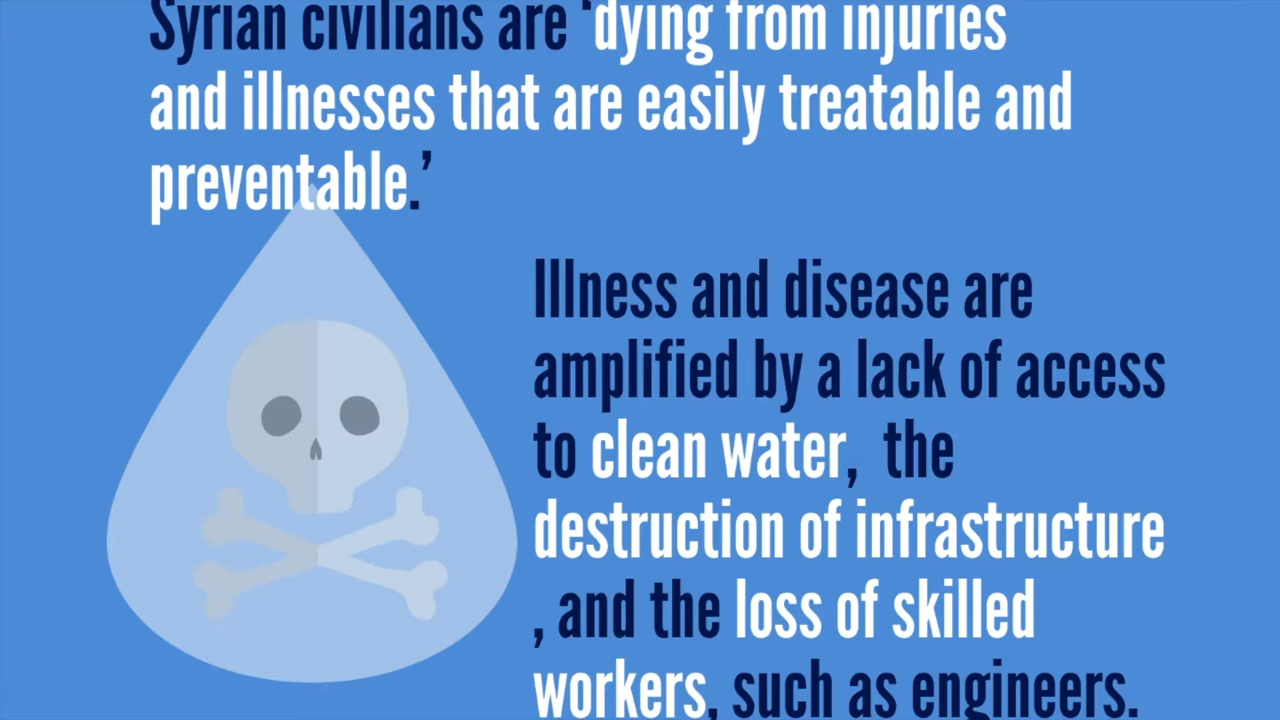 Syrian civilians are ‘dying from injuries
and illnesses that are easily treatable and
preventable.’
Illness and disease are
amplified by a lack of access
to clean water,  the
destruction of infrastructure
, and the loss of skilled
workers, such as engineers.